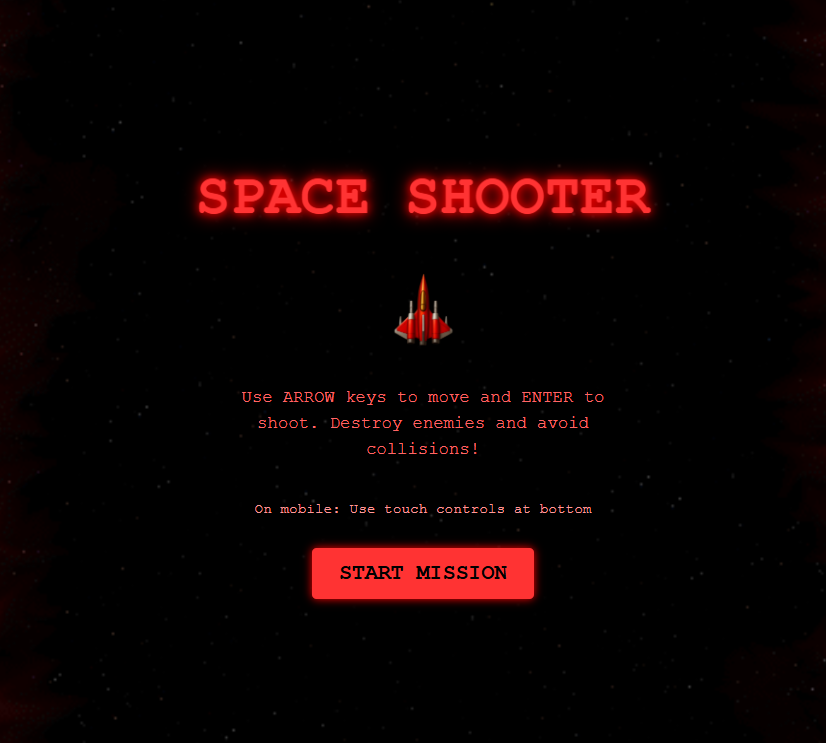 SPACE SHOOTER
Use ARROW keys to move and ENTER to
shoot. Destroy enemies and avoid
collisions!
On mobile: Use touch controls at bottom
START MISSION